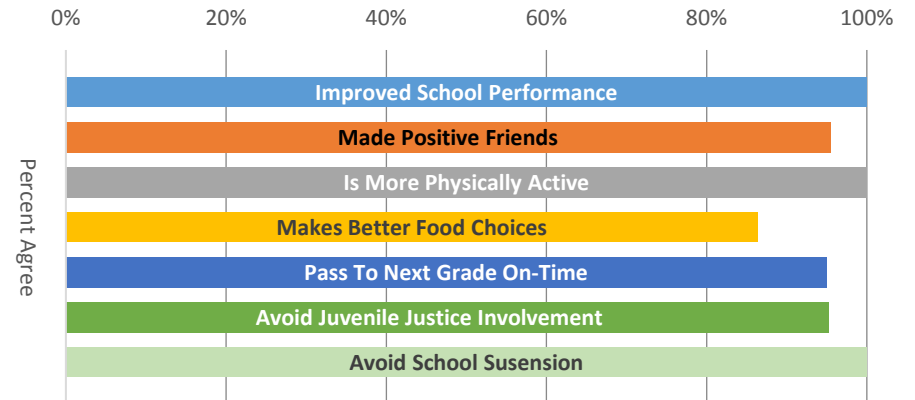 0% 20% 40% 60% 80% 100%
Improved School Performance
Made Positive Friends
Is More Physically Active
Makes Better Food Choices
Pass To Next Grade On-Time
Avoid Juvenile Justice Involvement
Avoid School Susension
Percent Agree